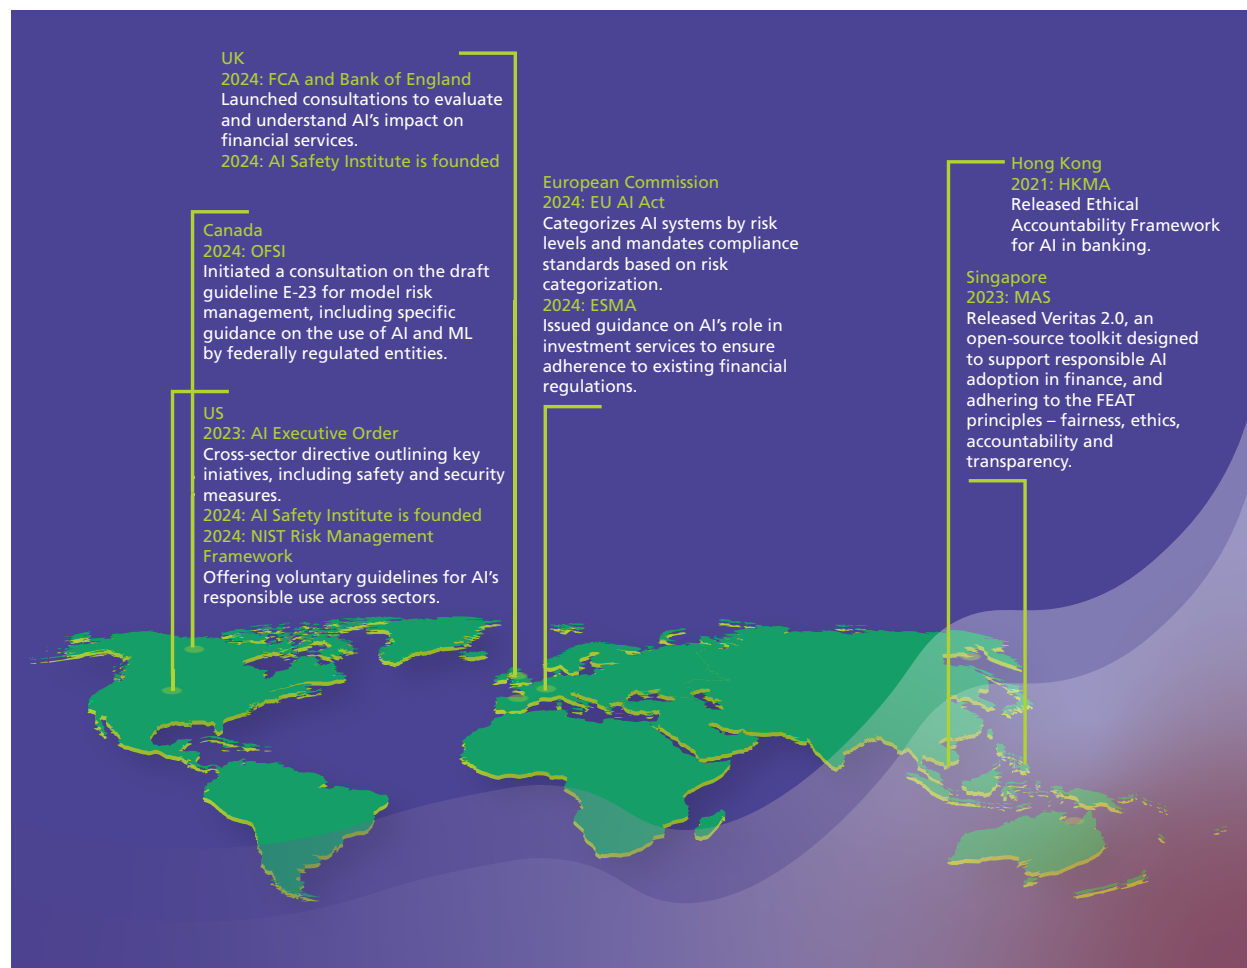 UK
2024: FCA and Bank of England
Launched consultations to evaluate
and understand AI's impact on
financial services.
2024: AI Safety Institute is founded
Canada
2024: OFSI
Initiated a consultation on the draft
guideline E-23 for model risk
management, including specific
guidance on the use of AI and ML
by federally regulated entities.
US
2023: AI Executive Order
Cross-sector directive outlining key
iniatives, including safety and security
measures.
2024: AI Safety Institute is founded
2024: NIST Risk Management
Framework
Offering voluntary guidelines for AI's
responsible use across sectors.
European Commission
2024: EU AI Act
Categorizes AI systems by risk
levels and mandates compliance
standards based on risk
categorization.
2024: ESMA
Issued guidance on AI's role in
investment services to ensure
adherence to existing financial
regulations.
Hong Kong
2021: HKMA
Released Ethical
Accountability Framework
for AI in banking.
Singapore
2023: MAS
Released Veritas 2.0, an
open-source toolkit designed
to support responsible AI
adoption in finance, and
adhering to the FEAT
principles – fairness, ethics,
accountability and
transparency.